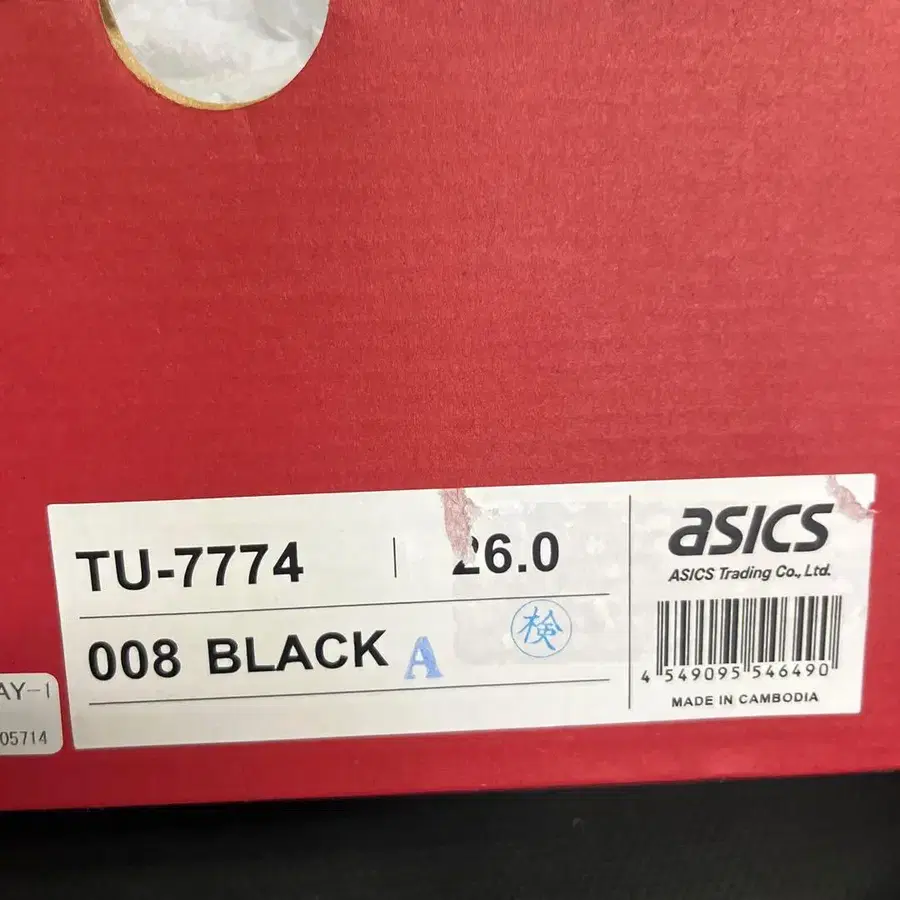 TU-7774 | 26.0
008 BLACK A 検
asics
ASICS Trading Co., Ltd.
4 549095 546490
MADE IN CAMBODIA
AY-1
05714